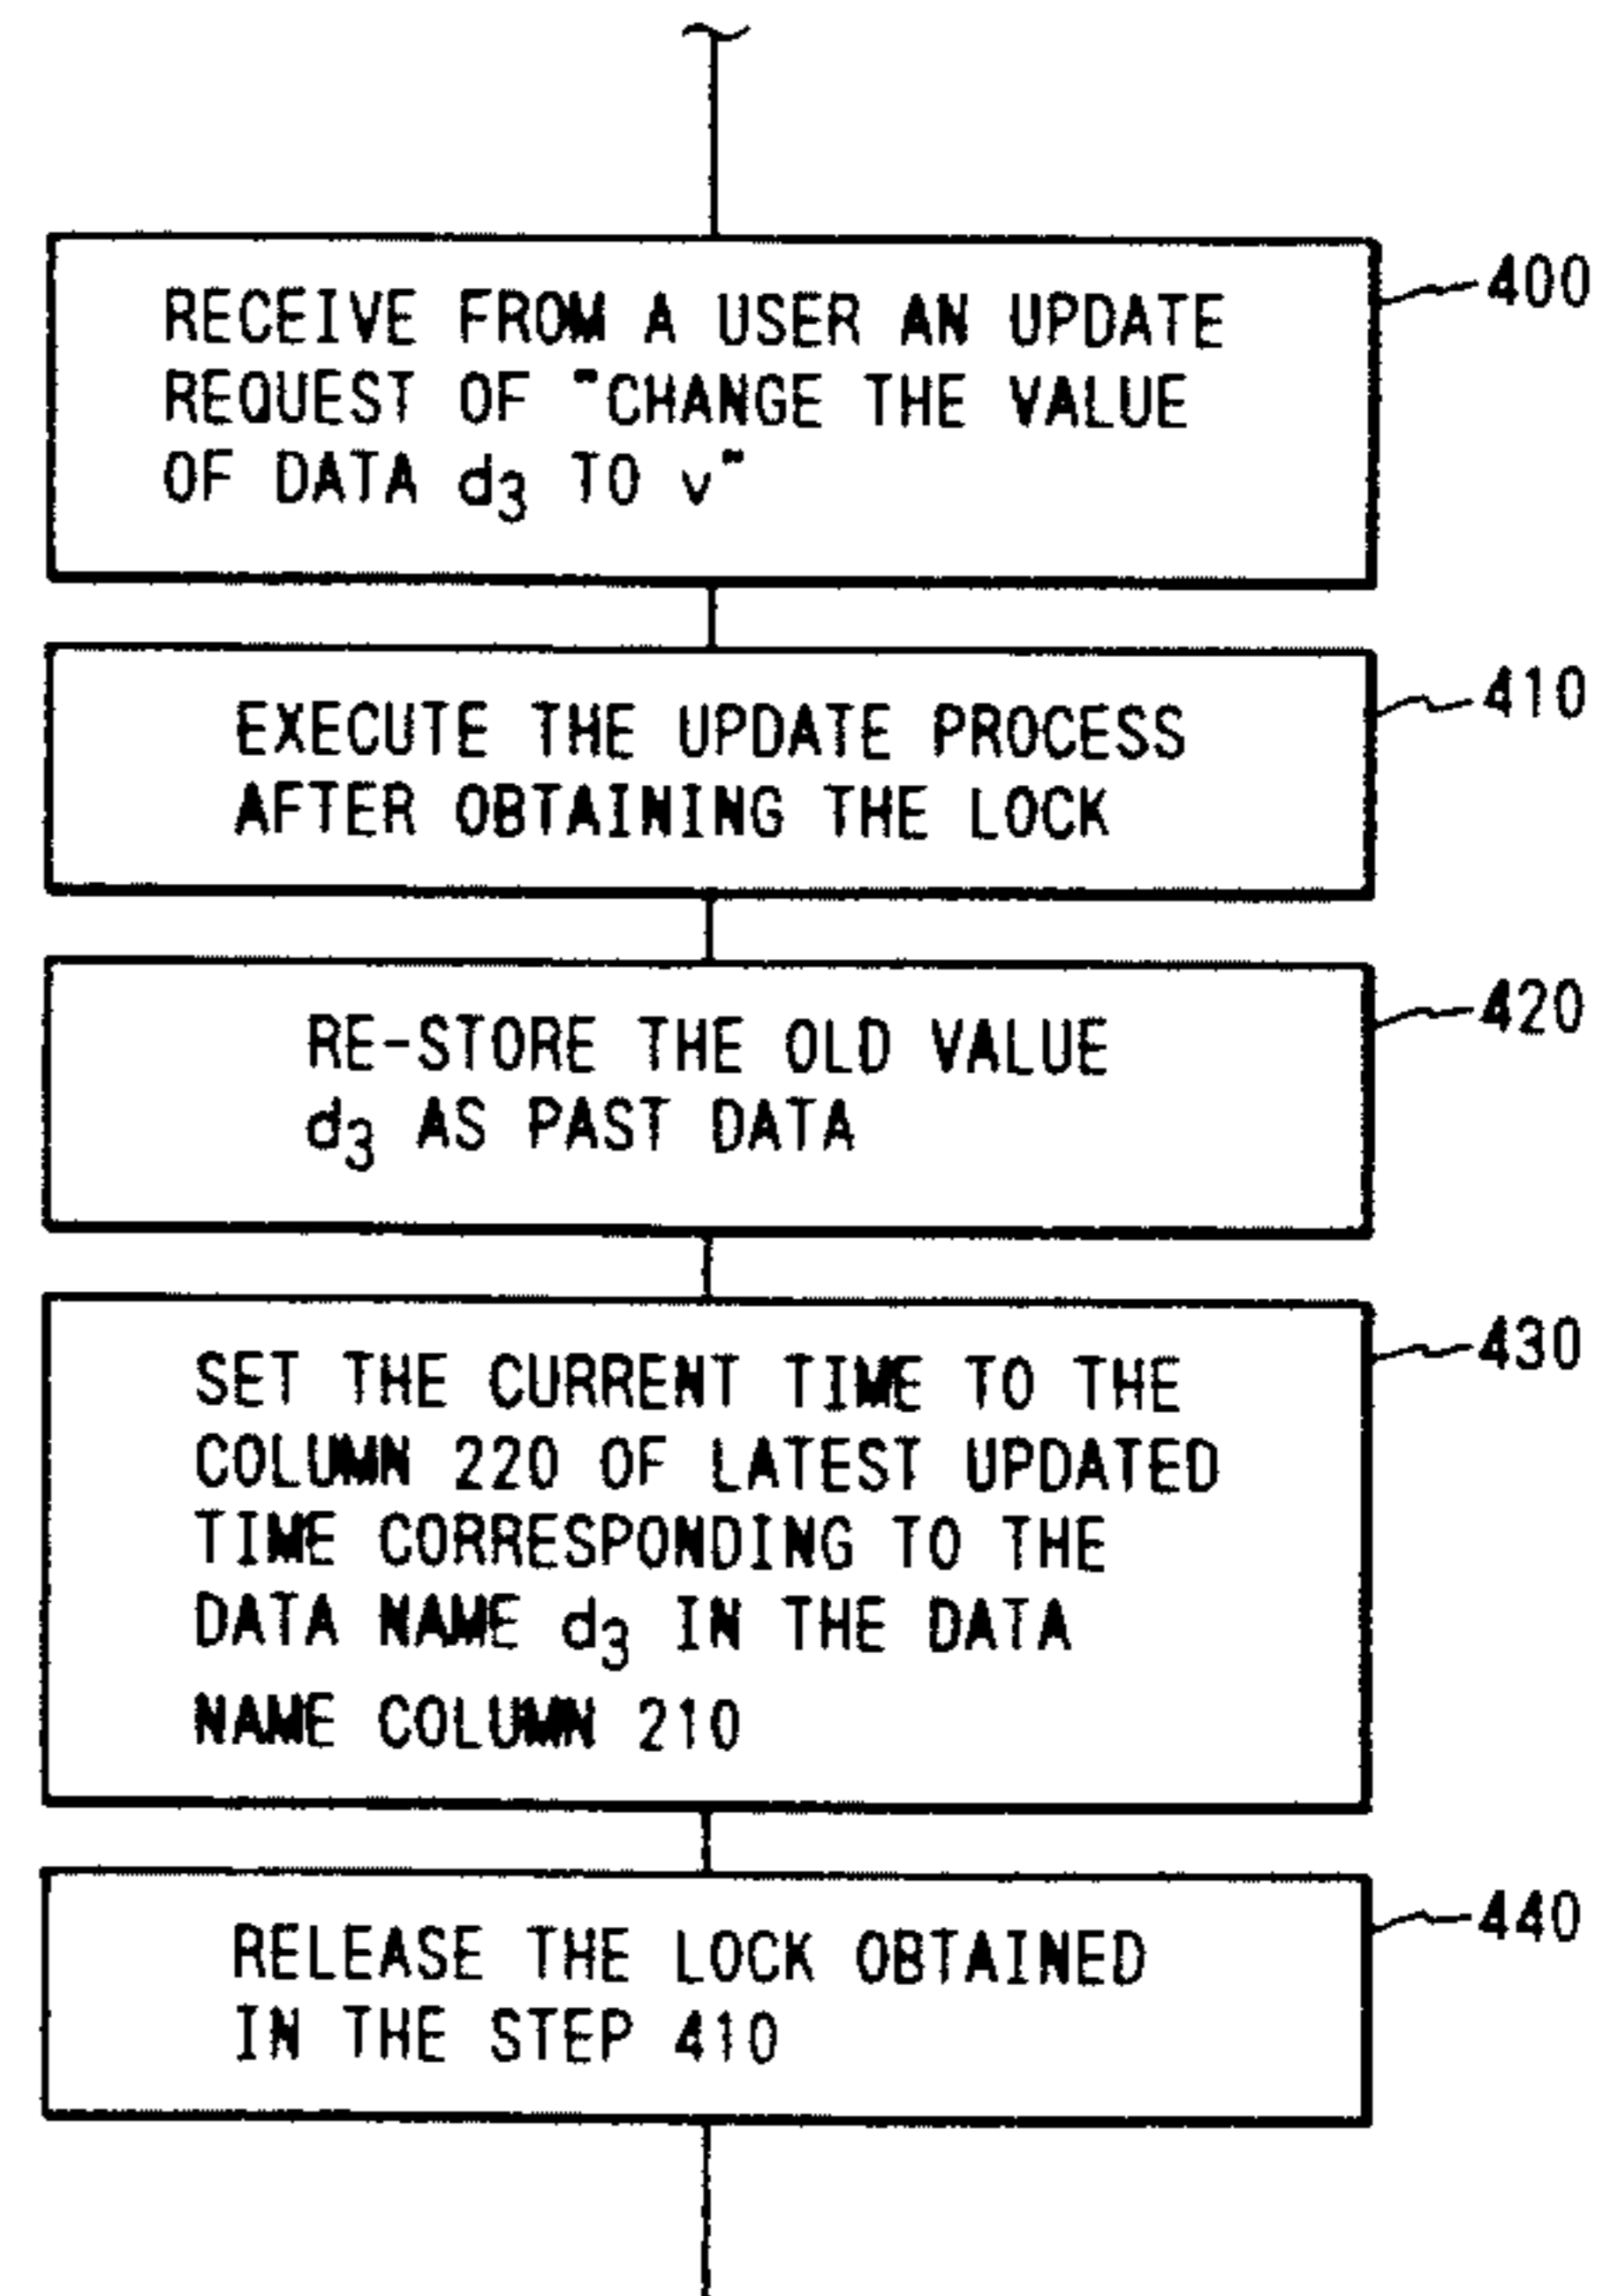 RECEIVE FROM A USER AN UPDATE
REQUEST OF "CHANGE THE VALUE
OF DATA d₃ TO v"
400
EXECUTE THE UPDATE PROCESS
AFTER OBTAINING THE LOCK
410
RE-STORE THE OLD VALUE
d₃ AS PAST DATA
420
SET THE CURRENT TIME TO THE
COLUMN 220 OF LATEST UPDATED
TIME CORRESPONDING TO THE
DATA NAME d₃ IN THE DATA
NAME COLUMN 210
430
RELEASE THE LOCK OBTAINED
IN THE STEP 410
440